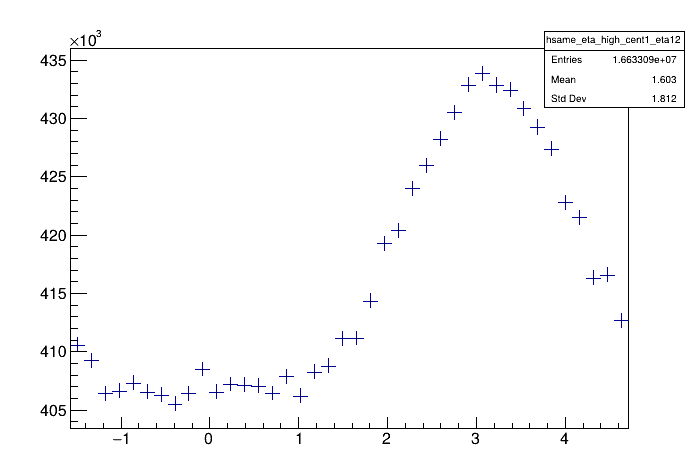 ×10³
hsame_eta_high_cent1_eta12
Entries 1.663309e+07
Mean 1.603
Std Dev 1.812
435
430
425
420
415
410
405
−1 0 1 2 3 4